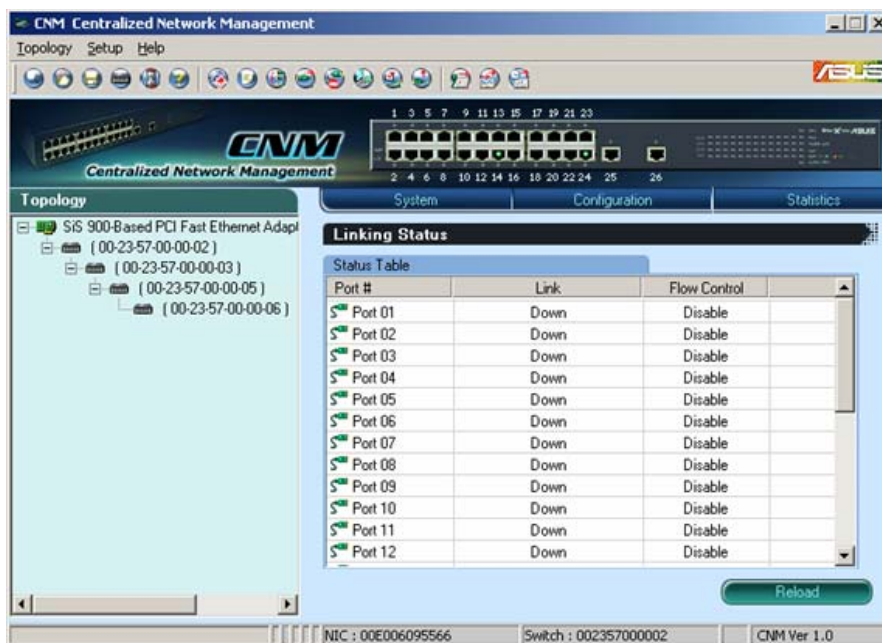 CNM Centralized Network Management
Topology Setup Help
ASUS
1 3 5 7 9 11 13 15 17 19 21 23
CNM
Centralized Network Management
2 4 6 8 10 12 14 16 18 20 22 24 25 26
Topology
System Configuration Statistics
SiS 900-Based PCI Fast Ethernet Adapt
( 00-23-57-00-00-02 )
( 00-23-57-00-00-03 )
( 00-23-57-00-00-05 )
( 00-23-57-00-00-06 )
Linking Status
Status Table
Port # Link Flow Control
Port 01 Down Disable
Port 02 Down Disable
Port 03 Down Disable
Port 04 Down Disable
Port 05 Down Disable
Port 06 Down Disable
Port 07 Down Disable
Port 08 Down Disable
Port 09 Down Disable
Port 10 Down Disable
Port 11 Down Disable
Port 12 Down Disable
Reload
NIC : 00E006095566 Switch : 002357000002 CNM Ver 1.0